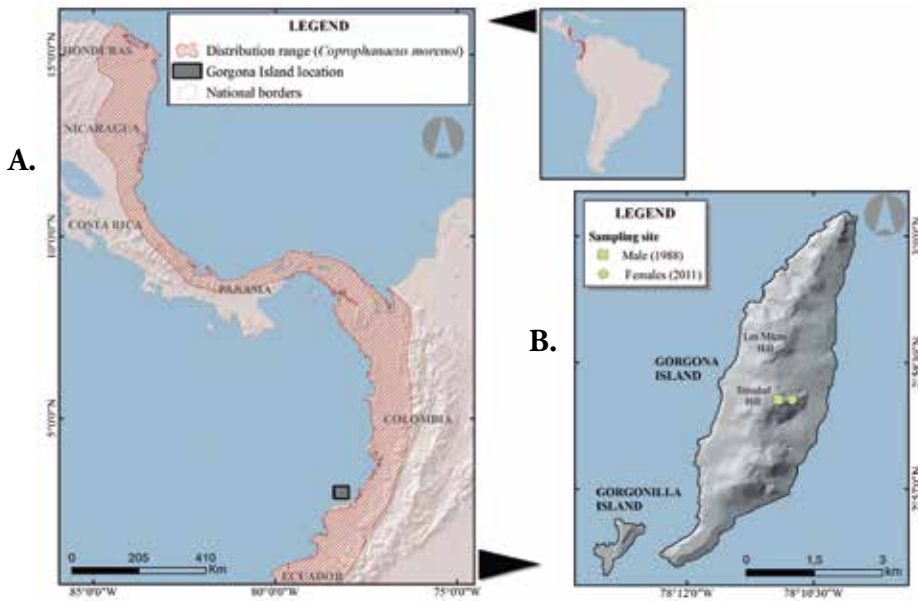 A.
LEGEND
Distribution range (Coprophanaeus morenoi)
Gorgona Island location
National borders
HONDURAS
NICARAGUA
COSTA RICA
PANAMA
COLOMBIA
ECUADOR
15°0'0"N
10°0'0"N
5°0'0"N
0 205 410
Km
85°0'0"W 80°0'0"W 75°0'0"W
B.
LEGEND
Sampling site
Male (1988)
Females (2011)
Los Micos
Hill
GORGONA
ISLAND
Trinidad
Hill
GORGONILLA
ISLAND
0 1,5 3
Km
78°12'0"W 78°10'30"W